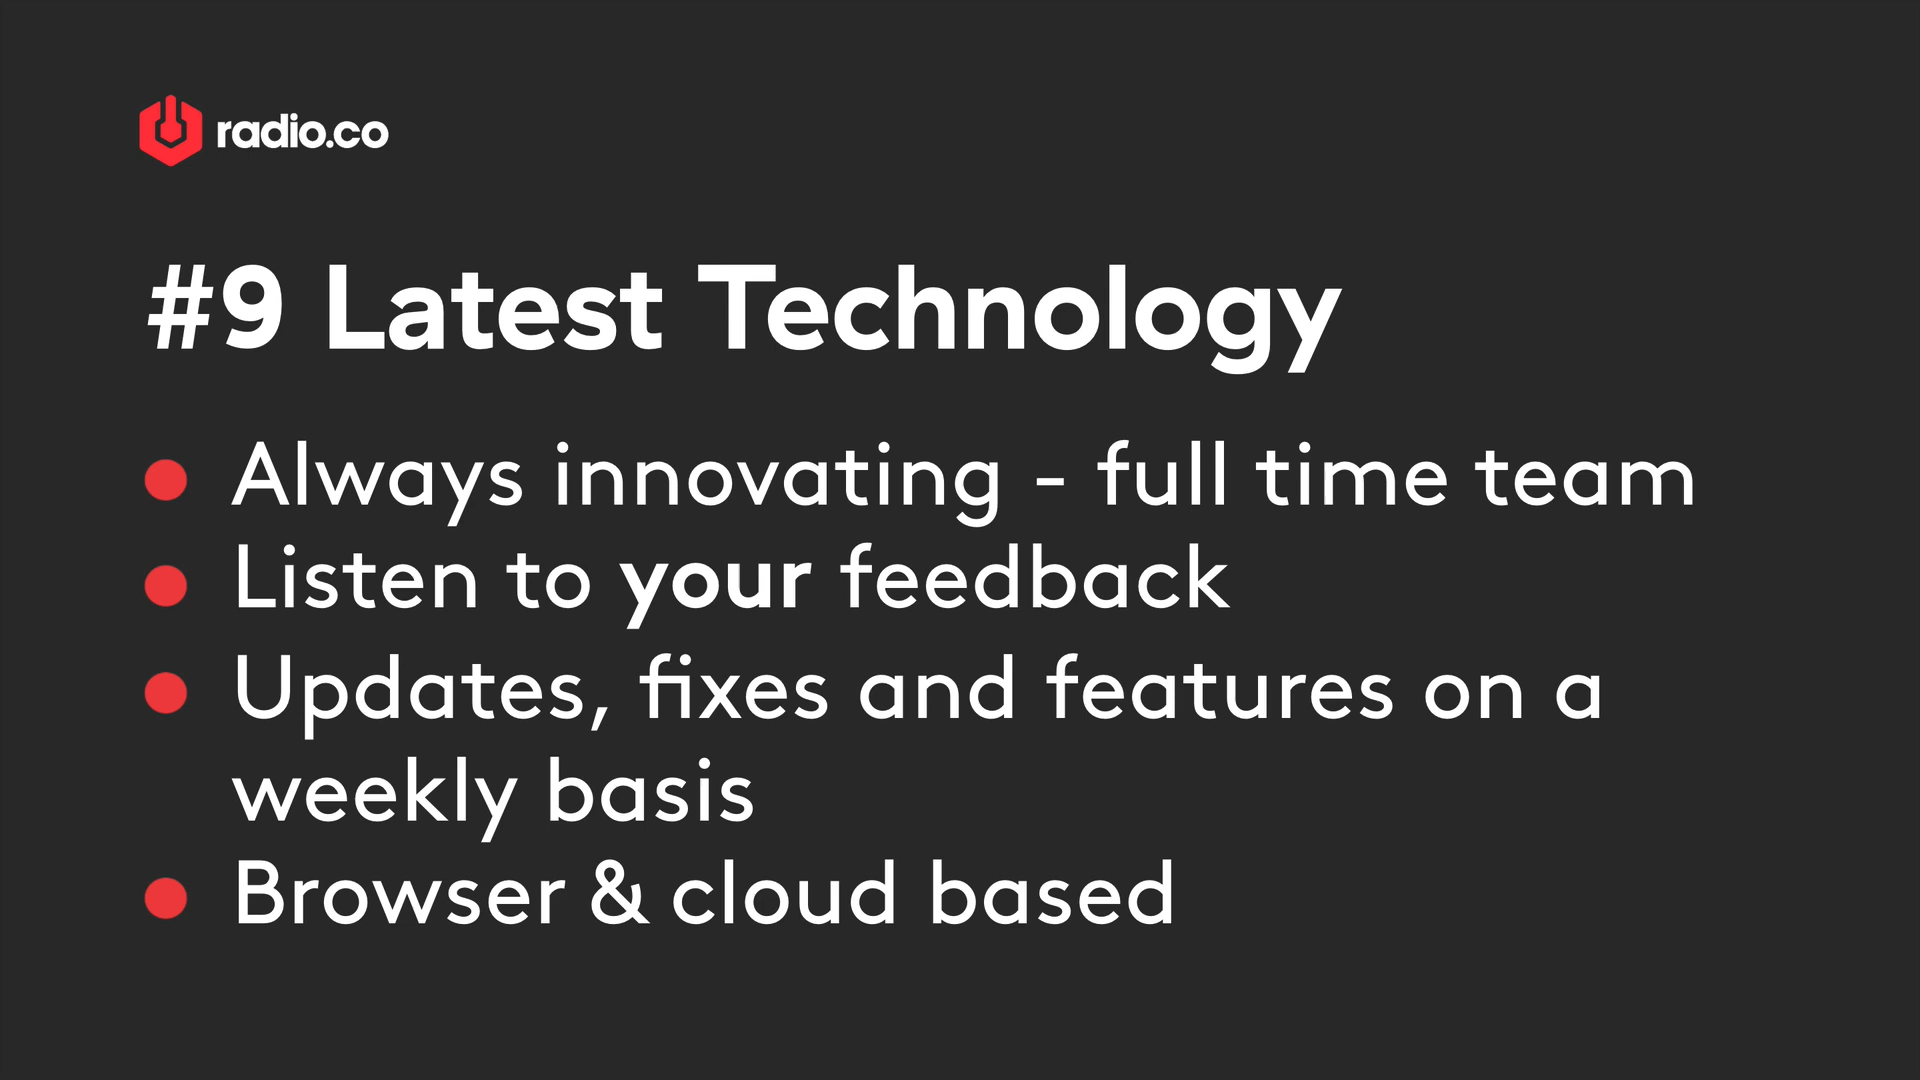 radio.co
#9 Latest Technology
Always innovating - full time team
Listen to your feedback
Updates, fixes and features on a
weekly basis
Browser & cloud based